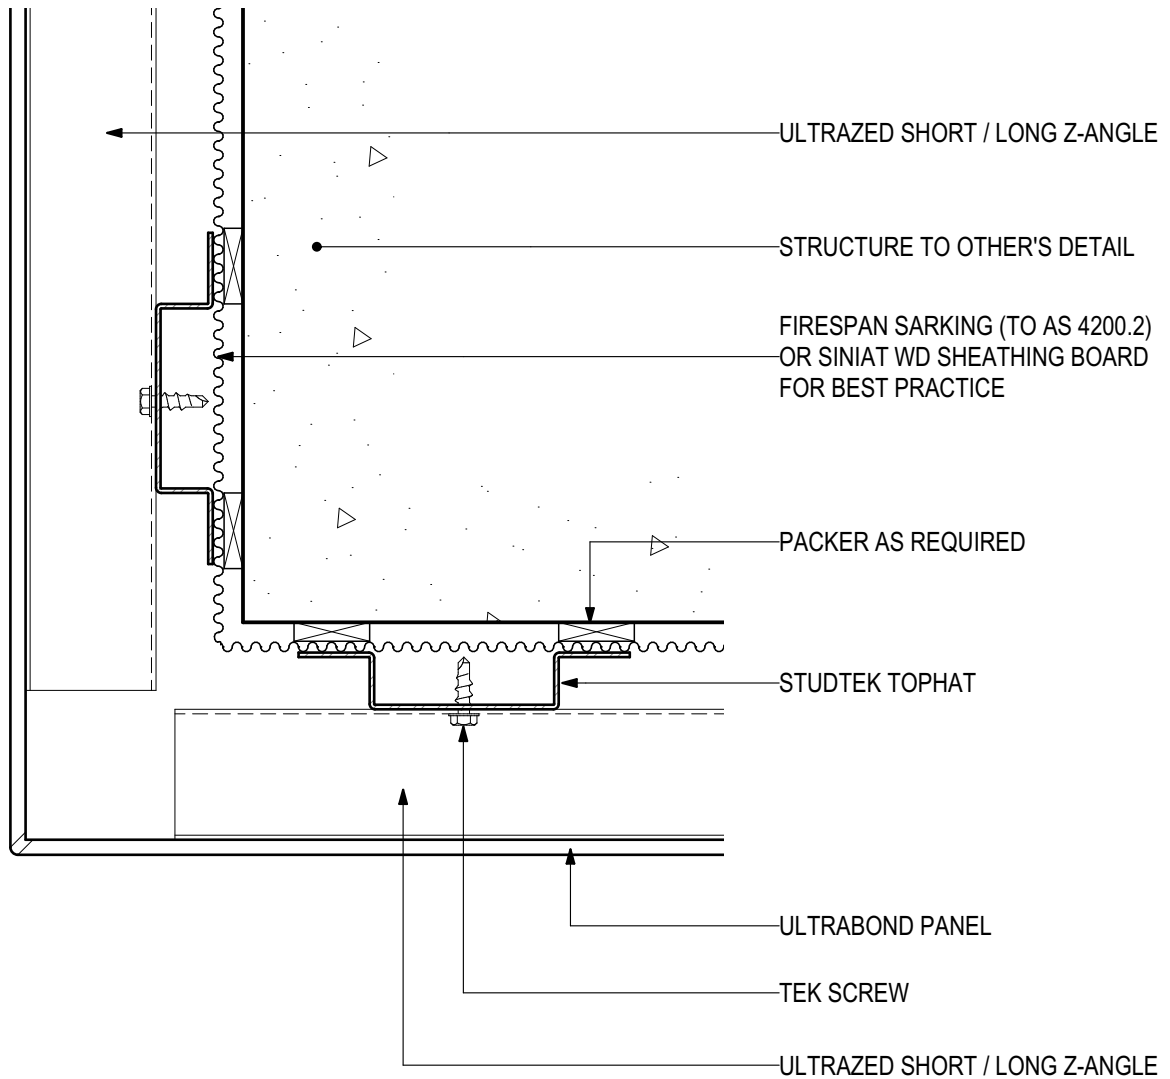 ULTRAZED SHORT / LONG Z-ANGLE
STRUCTURE TO OTHER'S DETAIL
FIRESPAN SARKING (TO AS 4200.2)
OR SINIAT WD SHEATHING BOARD
FOR BEST PRACTICE
PACKER AS REQUIRED
STUDTEK TOPHAT
ULTRABOND PANEL
TEK SCREW
ULTRAZED SHORT / LONG Z-ANGLE